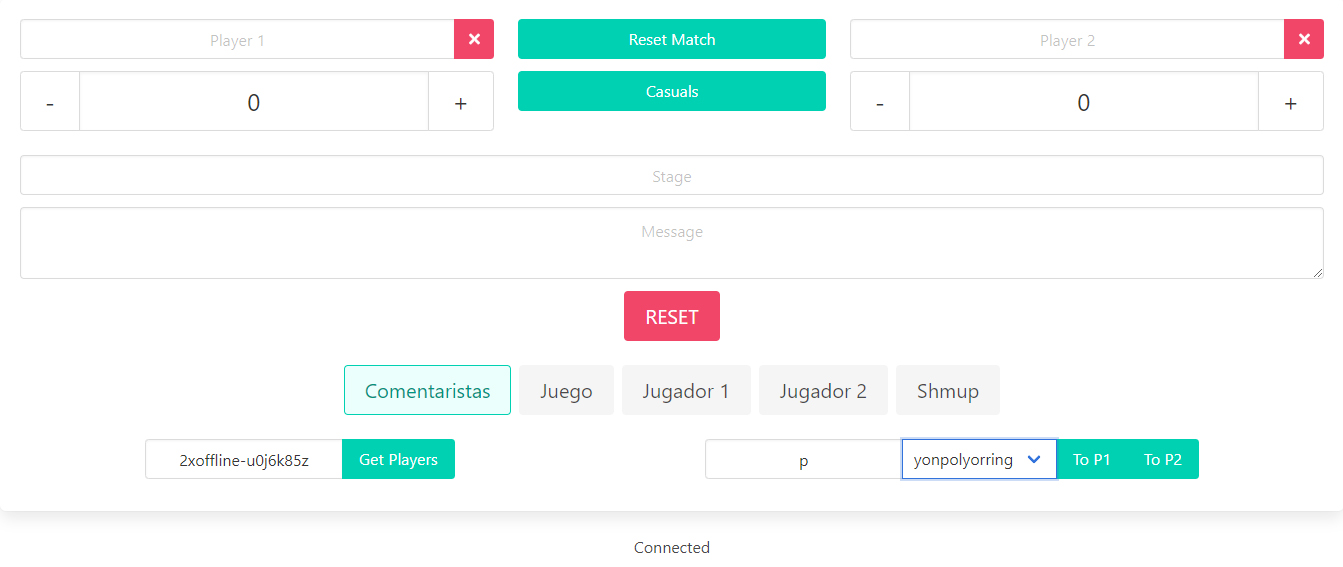 Player 1
Reset Match
Player 2
- 0 +
Casuals
- 0 +
Stage
Message
RESET
Comentaristas
Juego
Jugador 1
Jugador 2
Shmup
2xoffline-u0j6k85z
Get Players
p
yonpolyorring
To P1
To P2
Connected